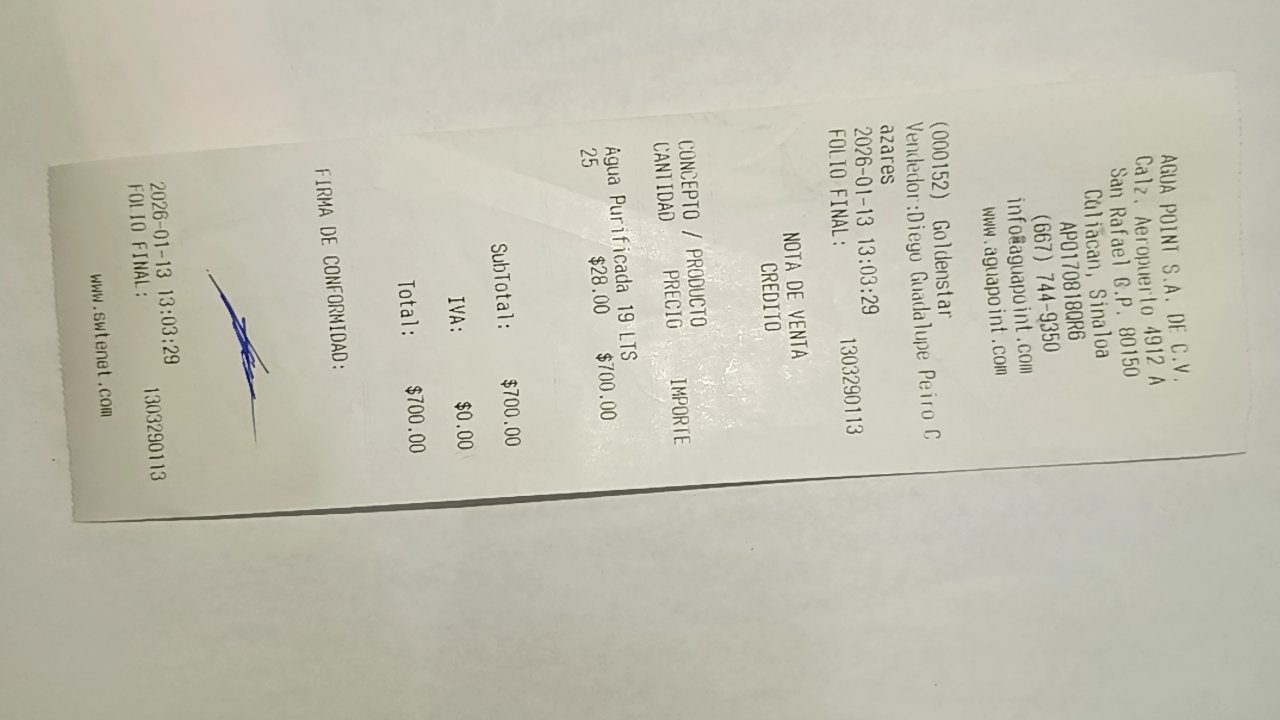 AGUA POINT S.A. DE C.V.
Calz. Aeropuerto 4912 A
San Rafael C.P. 80150
Culiacan, Sinaloa
APO170818QR6
(667) 744-9350
info@aguapoint.com
www.aguapoint.com
(000152) Goldenstar
Vendedor:Diego Guadalupe Peiro C
azares
2026-01-13 13:03:29
FOLIO FINAL: 1303290113
NOTA DE VENTA
CREDITO
CONCEPTO / PRODUCTO
CANTIDAD PRECIO IMPORTE
Agua Purificada 19 LTS
25 $28.00 $700.00
SubTotal: $700.00
IVA: $0.00
Total: $700.00
FIRMA DE CONFORMIDAD:
2026-01-13 13:03:29
FOLIO FINAL: 1303290113
www.swtenet.com